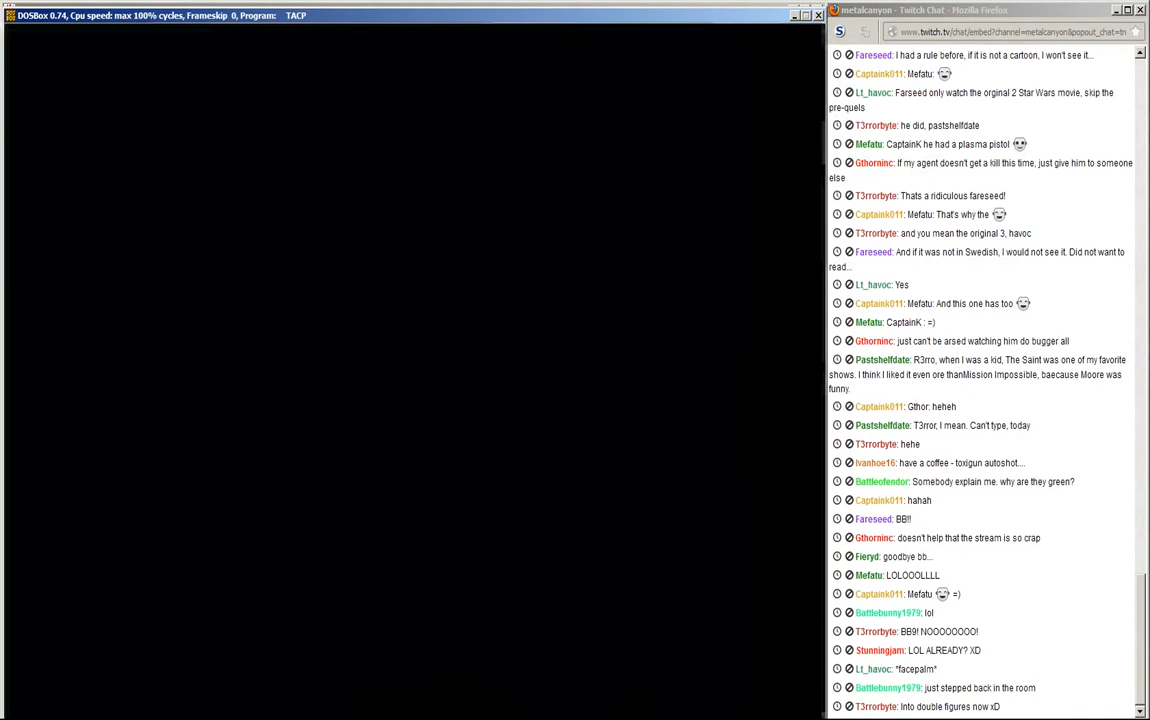 DOSBox 0.74, Cpu speed: max 100% cycles, Frameskip 0, Program: TACP
metalcanyon - Twitch Chat - Mozilla Firefox
www.twitch.tv/chat/embed?channel=metalcanyon&popout_chat=tr
Fareseed: I had a rule before, if it is not a cartoon, I won't see it...
Captaink011: Mefatu:
Lt_havoc: Farseed only watch the orginal 2 Star Wars movie, skip the
pre-quels
T3rrorbyte: he did, pastshelfdate
Mefatu: CaptainK he had a plasma pistol
Gthorninc: If my agent doesn't get a kill this time, just give him to someone
else
T3rrorbyte: Thats a ridiculous fareseed!
Captaink011: Mefatu: That's why the
T3rrorbyte: and you mean the original 3, havoc
Fareseed: And if it was not in Swedish, I would not see it. Did not want to
read...
Lt_havoc: Yes
Captaink011: Mefatu: And this one has too
Mefatu: CaptainK : =)
Gthorninc: just can't be arsed watching him do bugger all
Pastshelfdate: R3rro, when I was a kid, The Saint was one of my favorite
shows. I think I liked it even ore thanMission Impossible, baecause Moore was
funny.
Captaink011: Gthor: heheh
Pastshelfdate: T3rror, I mean. Can't type, today
T3rrorbyte: hehe
Ivanhoe16: have a coffee - toxigun autoshot....
Battleofendor: Somebody explain me. why are they green?
Captaink011: hahah
Fareseed: BB!!
Gthorninc: doesn't help that the stream is so crap
Fieryd: goodbye bb...
Mefatu: LOLOOOLLLL
Captaink011: Mefatu =)
Battlebunny1979: lol
T3rrorbyte: BB9! NOOOOOOOO!
Stunningjam: LOL ALREADY? XD
Lt_havoc: *facepalm*
Battlebunny1979: just stepped back in the room
T3rrorbyte: Into double figures now xD